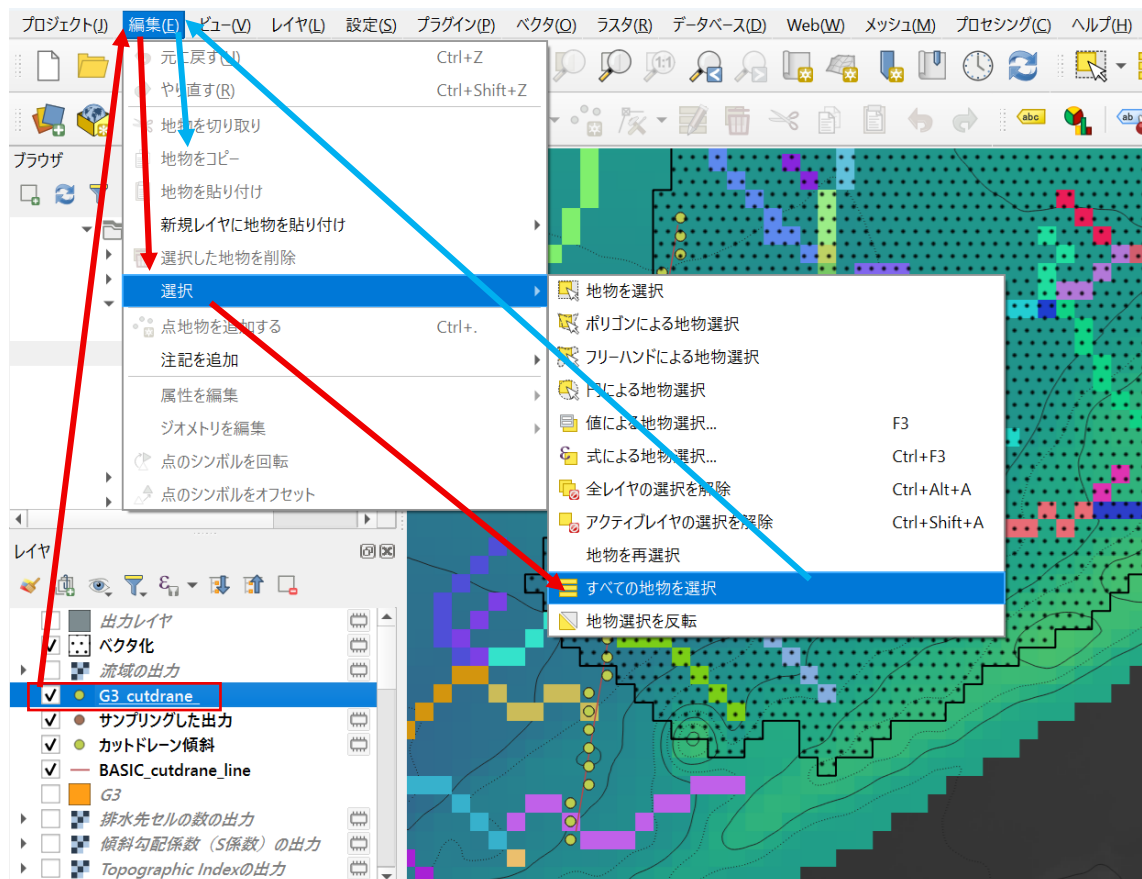 プロジェクト(J) 編集(E) ビュー(V) レイヤ(L) 設定(S) プラグイン(P) ベクタ(O) ラスタ(R) データベース(D) Web(W) メッシュ(M) プロセシング(C) ヘルプ(H)
元に戻す(U) Ctrl+Z
やり直す(R) Ctrl+Shift+Z
地物を切り取り
地物をコピー
地物を貼り付け
新規レイヤに地物を貼り付け
選択した地物を削除
選択
点地物を追加する Ctrl+.
注記を追加
属性を編集
ジオメトリを編集
点のシンボルを回転
点のシンボルをオフセット
1:1
abc
ab
ブラウザ
地物を選択
ポリゴンによる地物選択
フリーハンドによる地物選択
円による地物選択
値による地物選択... F3
式による地物選択... Ctrl+F3
全レイヤの選択を解除 Ctrl+Alt+A
アクティブレイヤの選択を解除 Ctrl+Shift+A
地物を再選択
すべての地物を選択
地物選択を反転
レイヤ
出力レイヤ
ベクタ化
流域の出力
G3_cutdrane_
サンプリングした出力
カットドレーン傾斜
BASIC_cutdrane_line
G3
排水先セルの数の出力
傾斜勾配係数（S係数）の出力
Topographic Indexの出力